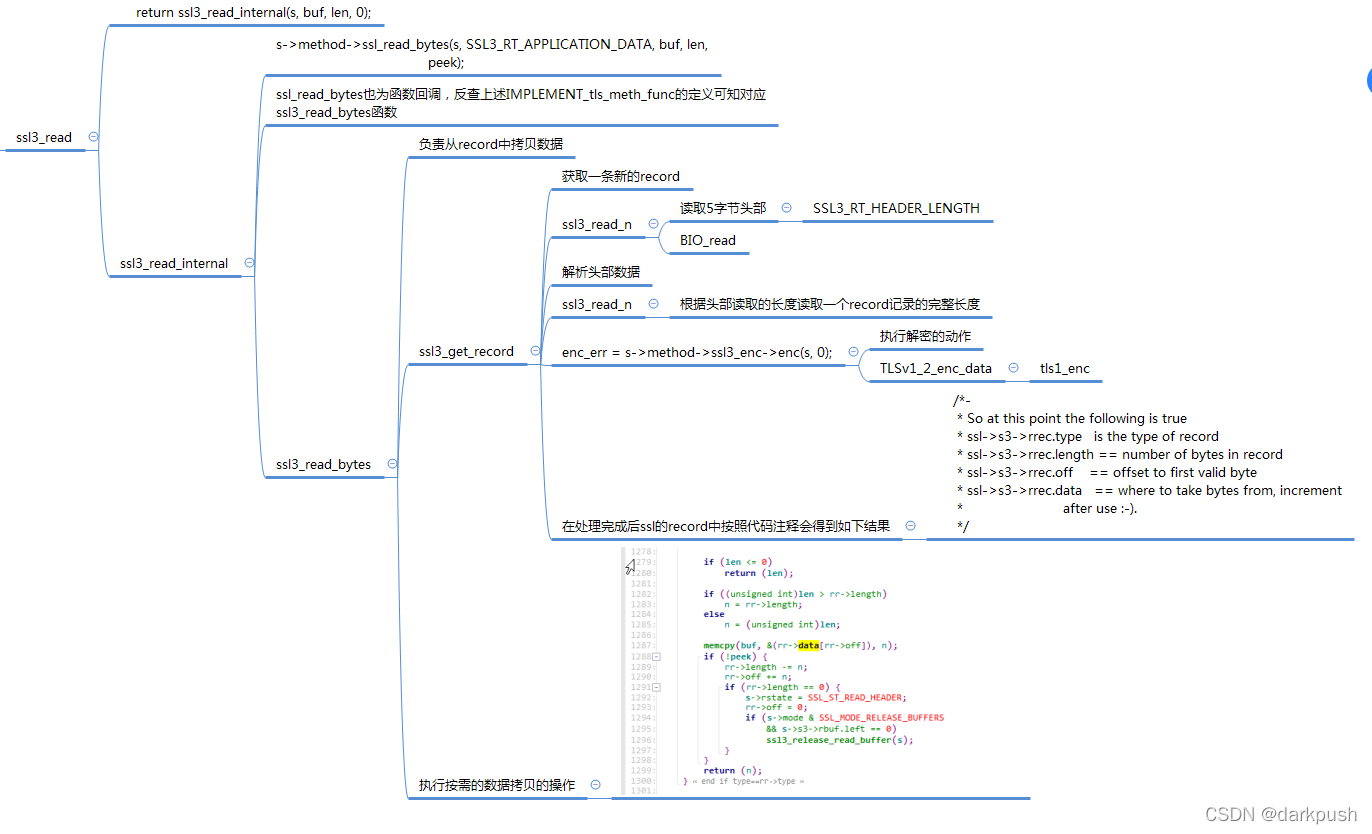 return ssl3_read_internal(s, buf, len, 0);
s->method->ssl_read_bytes(s, SSL3_RT_APPLICATION_DATA, buf, len,
peek);
ssl_read_bytes也为函数回调，反查上述IMPLEMENT_tls_meth_func的定义可知对应
ssl3_read_bytes函数
ssl3_read
负责从record中拷贝数据
获取一条新的record
读取5字节头部
SSL3_RT_HEADER_LENGTH
ssl3_read_n
BIO_read
ssl3_read_internal
解析头部数据
ssl3_read_n
根据头部读取的长度读取一个record记录的完整长度
执行解密的动作
ssl3_get_record
enc_err = s->method->ssl3_enc->enc(s, 0);
TLSv1_2_enc_data
tls1_enc
/*-
* So at this point the following is true
* ssl->s3->rrec.type   is the type of record
* ssl->s3->rrec.length == number of bytes in record
* ssl->s3->rrec.off    == offset to first valid byte
* ssl->s3->rrec.data   == where to take bytes from, increment
*                        after use :-).
*/
ssl3_read_bytes
在处理完成后ssl的record中按照代码注释会得到如下结果
1278:
1279: if (len <= 0)
1280: return (len);
1281:
1282: if ((unsigned int)len > rr->length)
1283: n = rr->length;
1284: else
1285: n = (unsigned int)len;
1286:
1287: memcpy(buf, &(rr->data[rr->off]), n);
1288: if (!peek) {
1289: rr->length -= n;
1290: rr->off += n;
1291: if (rr->length == 0) {
1292: s->rstate = SSL_ST_READ_HEADER;
1293: rr->off = 0;
1294: if (s->mode & SSL_MODE_RELEASE_BUFFERS
1295: && s->s3->rbuf.left == 0)
1296: ssl3_release_read_buffer(s);
1297: }
1298: }
1299: return (n);
1300: } « end if type==rr->type »
1301:
执行按需的数据拷贝的操作
CSDN @darkpush